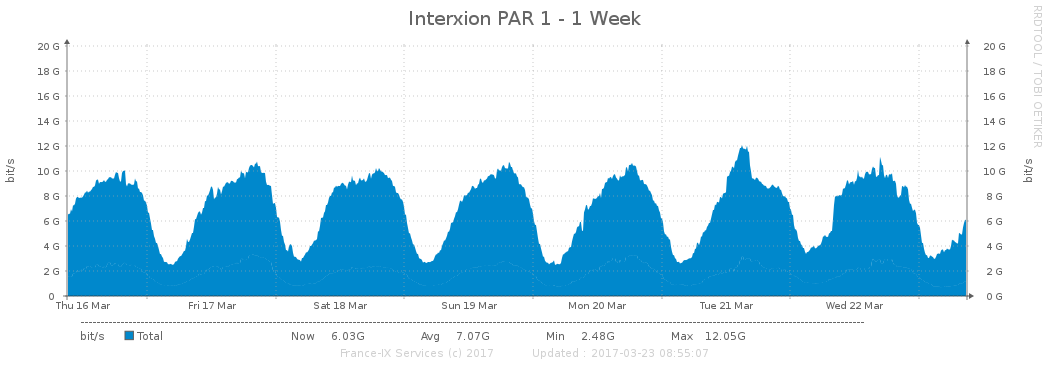 Interxion PAR 1 - 1 Week
RRDTOOL / TOBI OETIKER
bit/s
bit/s
20 G 20 G
18 G 18 G
16 G 16 G
14 G 14 G
12 G 12 G
10 G 10 G
8 G 8 G
6 G 6 G
4 G 4 G
2 G 2 G
0 0 G
Thu 16 Mar Fri 17 Mar Sat 18 Mar Sun 19 Mar Mon 20 Mar Tue 21 Mar Wed 22 Mar
bit/s Total Now 6.03G Avg 7.07G Min 2.48G Max 12.05G
France-IX Services (c) 2017 Updated : 2017-03-23 08:55:07